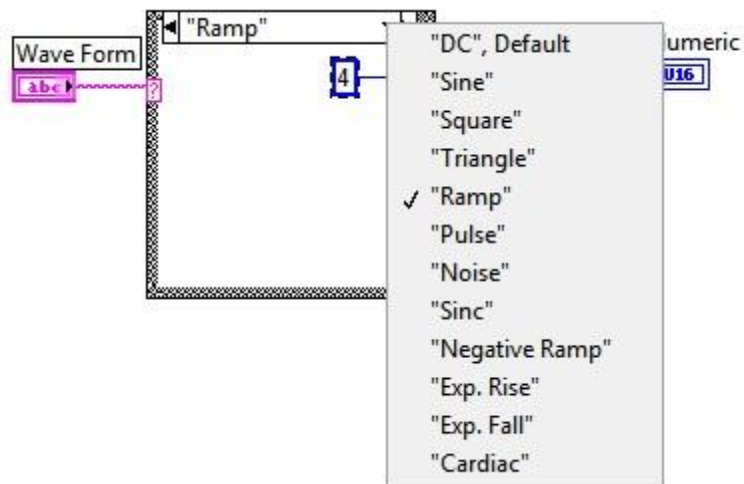 "Ramp"
Wave Form
abc
?
4
umeric
U16
"DC", Default
"Sine"
"Square"
"Triangle"
"Ramp"
"Pulse"
"Noise"
"Sinc"
"Negative Ramp"
"Exp. Rise"
"Exp. Fall"
"Cardiac"